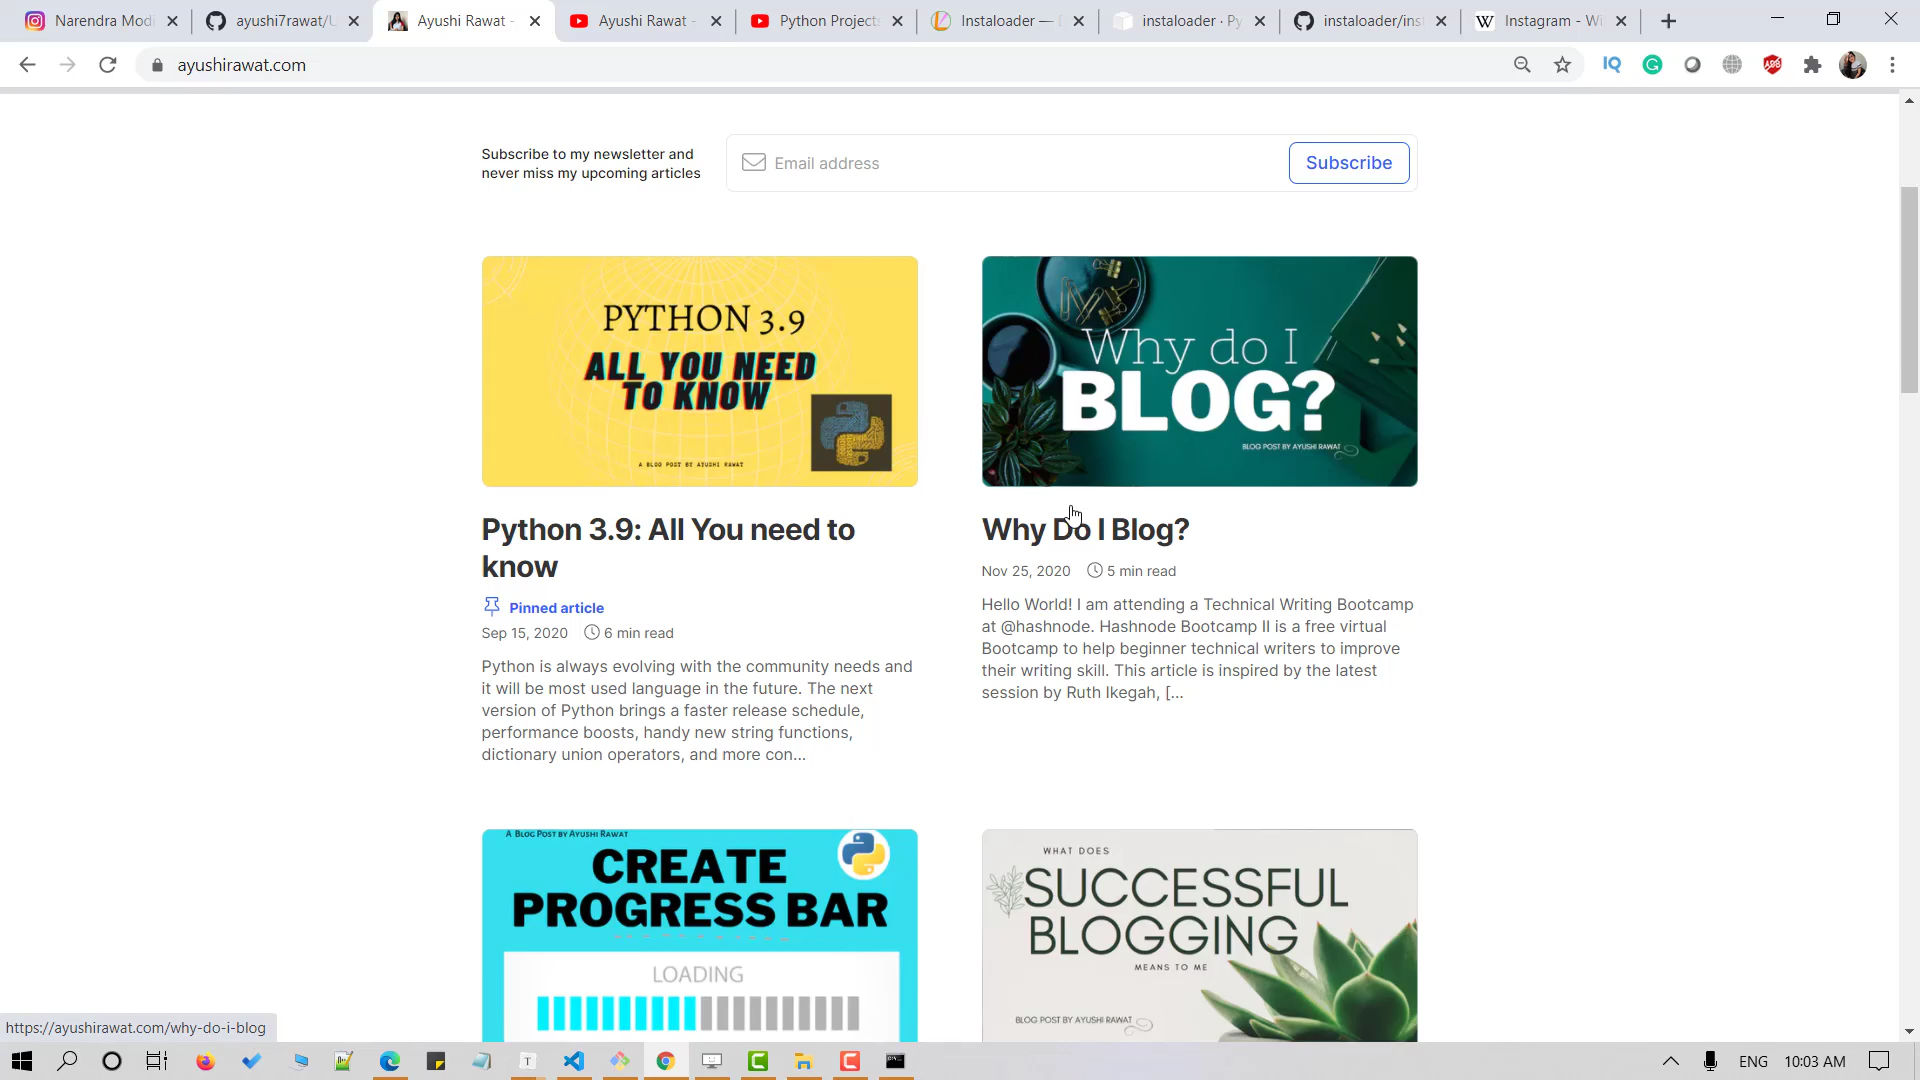 Narendra Modi
ayushi7rawat/U
Ayushi Rawat -
Ayushi Rawat -
Python Projects
Instaloader —
instaloader · Py
instaloader/inst
Instagram - Wi
ayushirawat.com
Subscribe to my newsletter and
never miss my upcoming articles
Email address
Subscribe
PYTHON 3.9
ALL YOU NEED
TO KNOW
A BLOG POST BY AYUSHI RAWAT
Why do I
BLOG?
BLOG POST BY AYUSHI RAWAT
Python 3.9: All You need to
know
Pinned article
Sep 15, 2020 6 min read
Python is always evolving with the community needs and
it will be most used language in the future. The next
version of Python brings a faster release schedule,
performance boosts, handy new string functions,
dictionary union operators, and more con...
Why Do I Blog?
Nov 25, 2020 5 min read
Hello World! I am attending a Technical Writing Bootcamp
at @hashnode. Hashnode Bootcamp II is a free virtual
Bootcamp to help beginner technical writers to improve
their writing skill. This article is inspired by the latest
session by Ruth Ikegah, [...
A BLOG POST BY AYUSHI RAWAT
CREATE
PROGRESS BAR
LOADING
WHAT DOES
SUCCESSFUL
BLOGGING
MEANS TO ME
BLOG POST BY AYUSHI RAWAT
https://ayushirawat.com/why-do-i-blog
ENG 10:03 AM